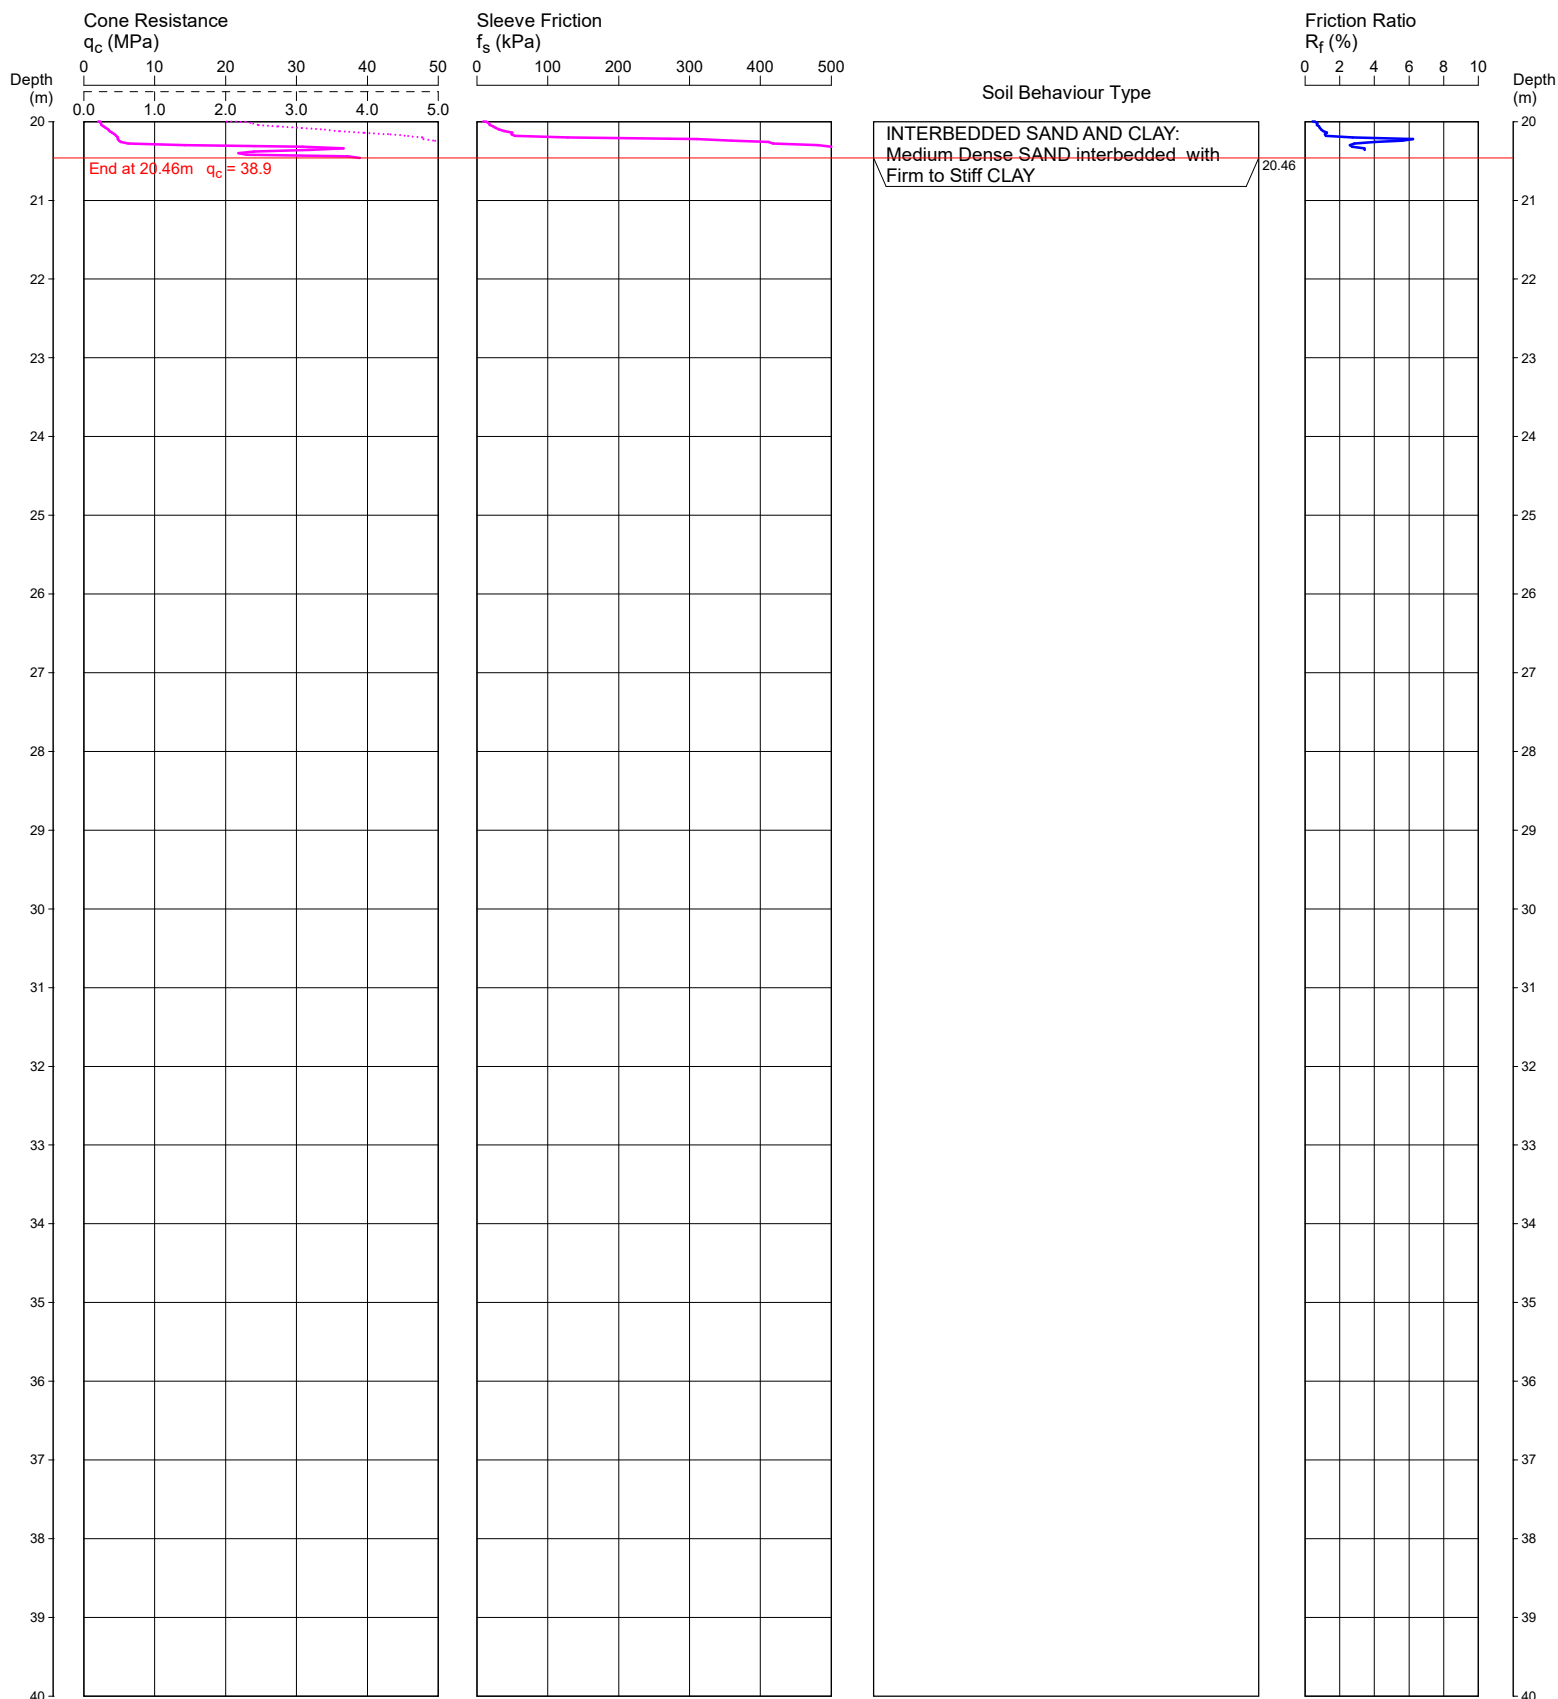 Cone Resistance
qc (MPa)
Sleeve Friction
fs (kPa)
Friction Ratio
Rf (%)
Depth
(m)
0 10 20 30 40 50
0.0 1.0 2.0 3.0 4.0 5.0
0 100 200 300 400 500
Soil Behaviour Type
0 2 4 6 8 10
Depth
(m)
20
INTERBEDDED SAND AND CLAY:
Medium Dense SAND interbedded with
Firm to Stiff CLAY
20
End at 20.46m qc = 38.9
20.46
21 21
22 22
23 23
24 24
25 25
26 26
27 27
28 28
29 29
30 30
31 31
32 32
33 33
34 34
35 35
36 36
37 37
38 38
39 39
40 40